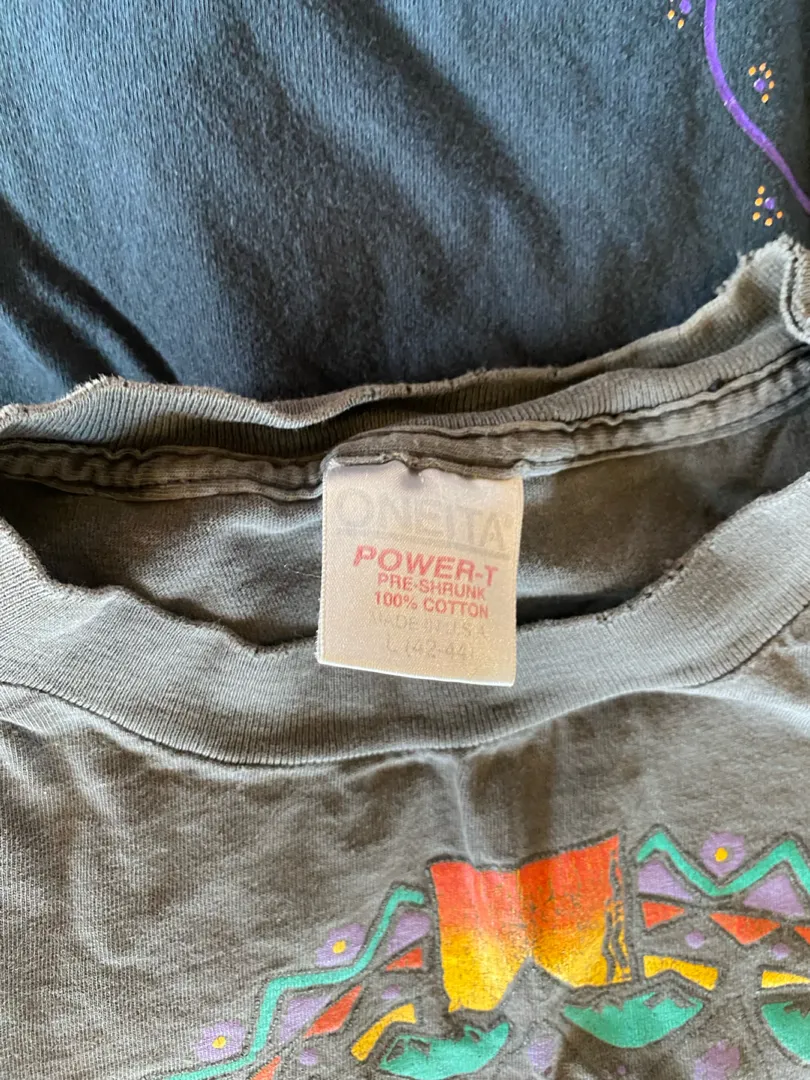 ONEITA®
POWER-T
PRE-SHRUNK
100% COTTON
MADE IN U.S.A.
L (42-44)